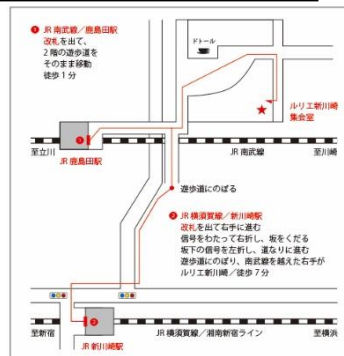 ❶ JR 南武線／鹿島田駅
改札を出て、
2 階の遊歩道を
そのまま移動
徒歩 1 分
ドトール
ルリエ新川崎
集会室
❶
至立川
JR 鹿島田駅
JR 南武線
至川崎
遊歩道にのぼる
❷ JR 横須賀線／新川崎駅
改札を出て右手に進む
信号をわたって右折し、坂をくだる
坂下の信号を左折し、道なりに進む
遊歩道にのぼり、南武線を越えた右手が
ルリエ新川崎／徒歩 7 分
❷
至新宿
JR 新川崎駅
JR 横須賀線／湘南新宿ライン
至横浜